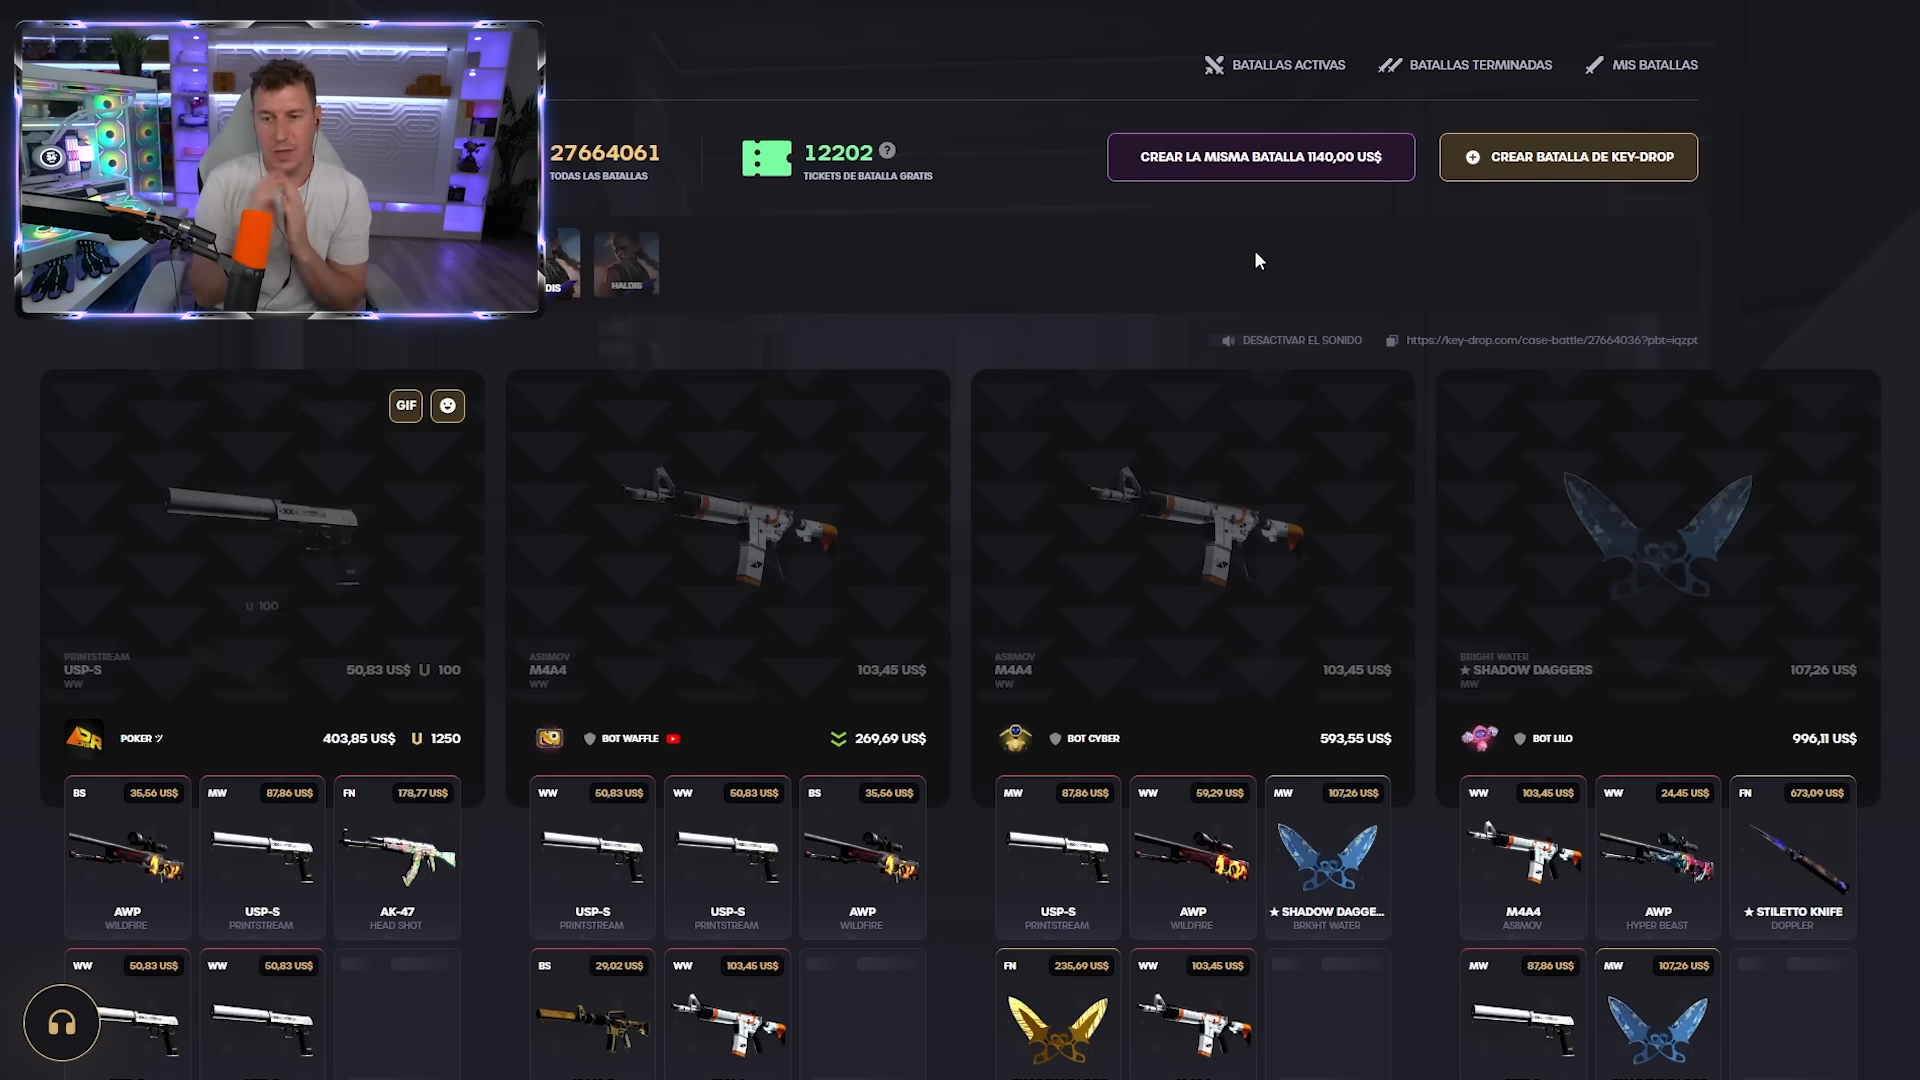 BATALLAS ACTIVAS
BATALLAS TERMINADAS
MIS BATALLAS
27664061
TODAS LAS BATALLAS
12202 ?
TICKETS DE BATALLA GRATIS
CREAR LA MISMA BATALLA 1140,00 US$
CREAR BATALLA DE KEY-DROP
DIS
HALDIS
DESACTIVAR EL SONIDO
https://key-drop.com/case-battle/27664036?pbt=iqzpt
GIF
100
PRINTSTREAM
USP-S
WW
50,83 US$ 100
ASIIMOV
M4A4
WW
103,45 US$
ASIIMOV
M4A4
WW
103,45 US$
BRIGHT WATER
★ SHADOW DAGGERS
MW
107,26 US$
POKER ツ
403,85 US$ 1250
BOT WAFFLE
269,69 US$
BOT CYBER
593,55 US$
BOT LILO
996,11 US$
BS 35,56 US$
AWP
WILDFIRE
MW 87,86 US$
USP-S
PRINTSTREAM
FN 178,77 US$
AK-47
HEAD SHOT
WW 50,83 US$
USP-S
PRINTSTREAM
WW 50,83 US$
USP-S
PRINTSTREAM
BS 35,56 US$
AWP
WILDFIRE
MW 87,86 US$
USP-S
PRINTSTREAM
WW 59,29 US$
AWP
WILDFIRE
MW 107,26 US$
★ SHADOW DAGGE...
BRIGHT WATER
WW 103,45 US$
M4A4
ASIIMOV
WW 24,45 US$
AWP
HYPER BEAST
FN 673,09 US$
★ STILETTO KNIFE
DOPPLER
WW 50,83 US$
WW 50,83 US$
BS 29,02 US$
WW 103,45 US$
FN 235,69 US$
WW 103,45 US$
MW 87,86 US$
MW 107,26 US$